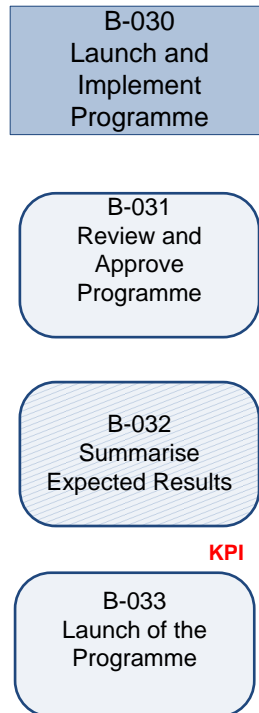 B-030
Launch and
Implement
Programme
B-031
Review and
Approve
Programme
B-032
Summarise
Expected Results
KPI
B-033
Launch of the
Programme